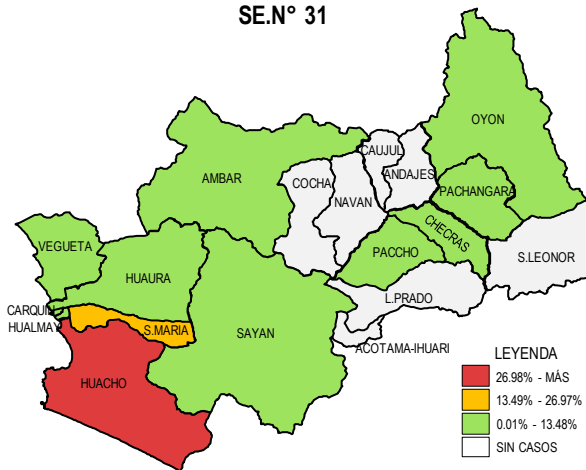 SE.N° 31
OYON
CAUJUL
ANDAJES
AMBAR
COCHA
NAVAN
PACHANGARA
CHECRAS
VEGUETA
HUAURA
PACCHO
S.LEONOR
L.PRADO
CARQUIN
HUALMAY
S.MARIA
SAYAN
ACOTAMA-IHUARI
HUACHO
LEYENDA
26.98% - MÁS
13.49% - 26.97%
0.01% - 13.48%
SIN CASOS